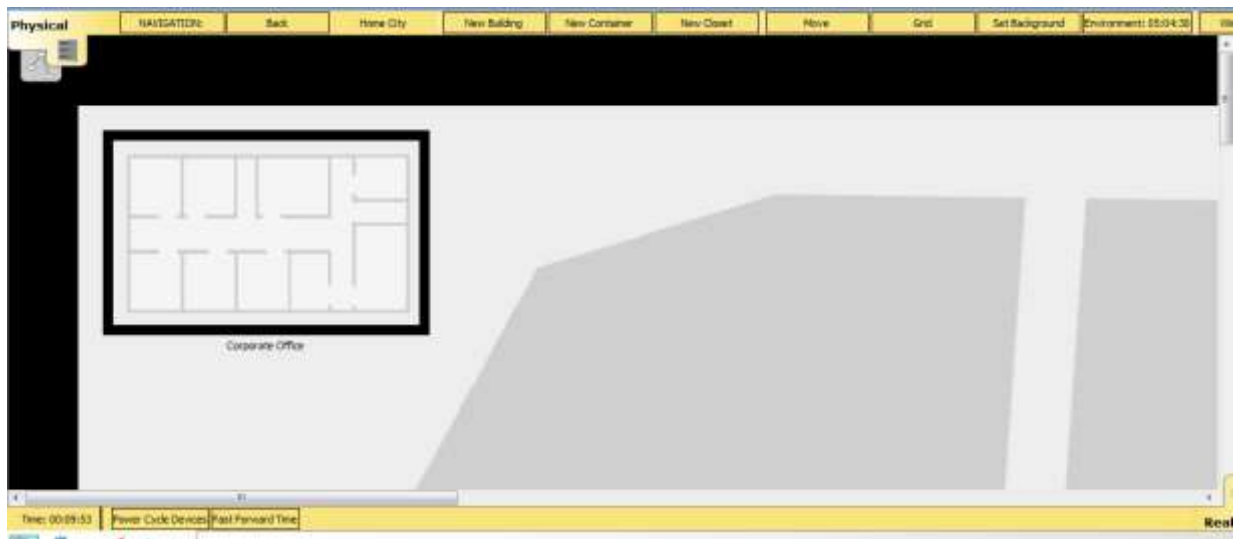 Physical
NAVIGATION: Back Home City New Building New Container New Closet Move Grid Set Background Environment: 05:04:30
Corporate Office
Time: 00:09:53 Power Cycle Devices Fast Forward Time
Real